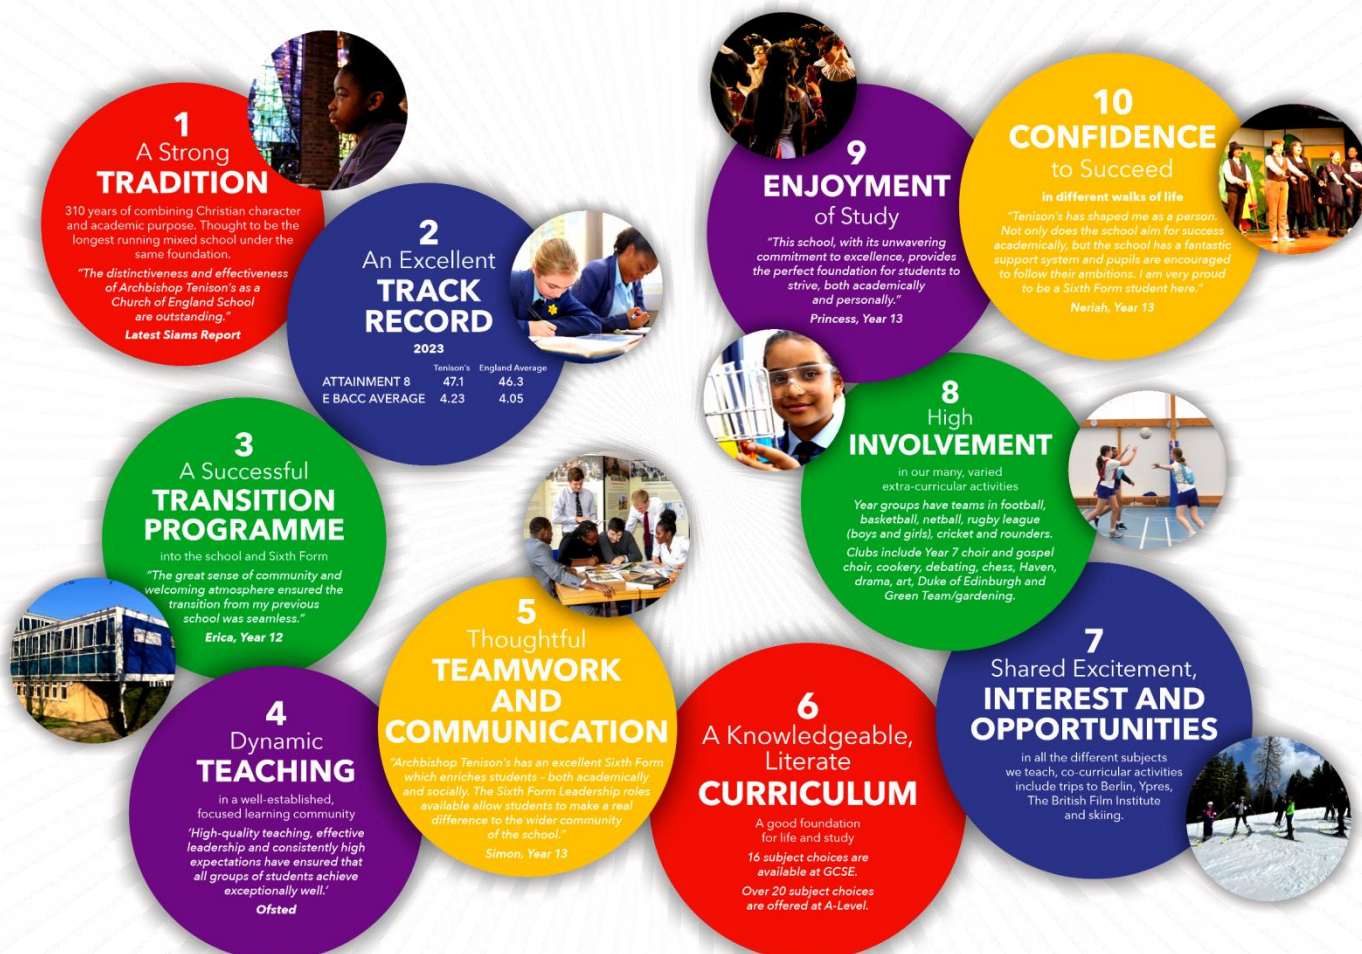 1
A Strong
TRADITION
310 years of combining Christian character
and academic purpose. Thought to be the
longest running mixed school under the
same foundation.
"The distinctiveness and effectiveness
of Archbishop Tenison's as a
Church of England School
are outstanding."
Latest Siams Report
2
An Excellent
TRACK
RECORD
2023
Tenison's England Average
ATTAINMENT 8 47.1 46.3
E BACC AVERAGE 4.23 4.05
3
A Successful
TRANSITION
PROGRAMME
into the school and Sixth Form
"The great sense of community and
welcoming atmosphere ensured the
transition from my previous
school was seamless."
Erica, Year 12
4
Dynamic
TEACHING
in a well-established,
focused learning community
'High-quality teaching, effective
leadership and consistently high
expectations have ensured that
all groups of students achieve
exceptionally well.'
Ofsted
5
Thoughtful
TEAMWORK
AND
COMMUNICATION
"Archbishop Tenison's has an excellent Sixth Form
which enriches students – both academically
and socially. The Sixth Form Leadership roles
available allow students to make a real
difference to the wider community
of the school."
Simon, Year 13
6
A Knowledgeable,
Literate
CURRICULUM
A good foundation
for life and study
16 subject choices are
available at GCSE.
Over 20 subject choices
are offered at A-Level.
7
Shared Excitement,
INTEREST AND
OPPORTUNITIES
in all the different subjects
we teach, co-curricular activities
include trips to Berlin, Ypres,
The British Film Institute
and skiing.
8
High
INVOLVEMENT
in our many, varied
extra-curricular activities
Year groups have teams in football,
basketball, netball, rugby league
(boys and girls), cricket and rounders.
Clubs include Year 7 choir and gospel
choir, cookery, debating, chess, Haven,
drama, art, Duke of Edinburgh and
Green Team/gardening.
9
ENJOYMENT
of Study
"This school, with its unwavering
commitment to excellence, provides
the perfect foundation for students to
strive, both academically
and personally."
Princess, Year 13
10
CONFIDENCE
to Succeed
in different walks of life
"Tenison's has shaped me as a person.
Not only does the school aim for success
academically, but the school has a fantastic
support system and pupils are encouraged
to follow their ambitions. I am very proud
to be a Sixth Form student here."
Neriah, Year 13